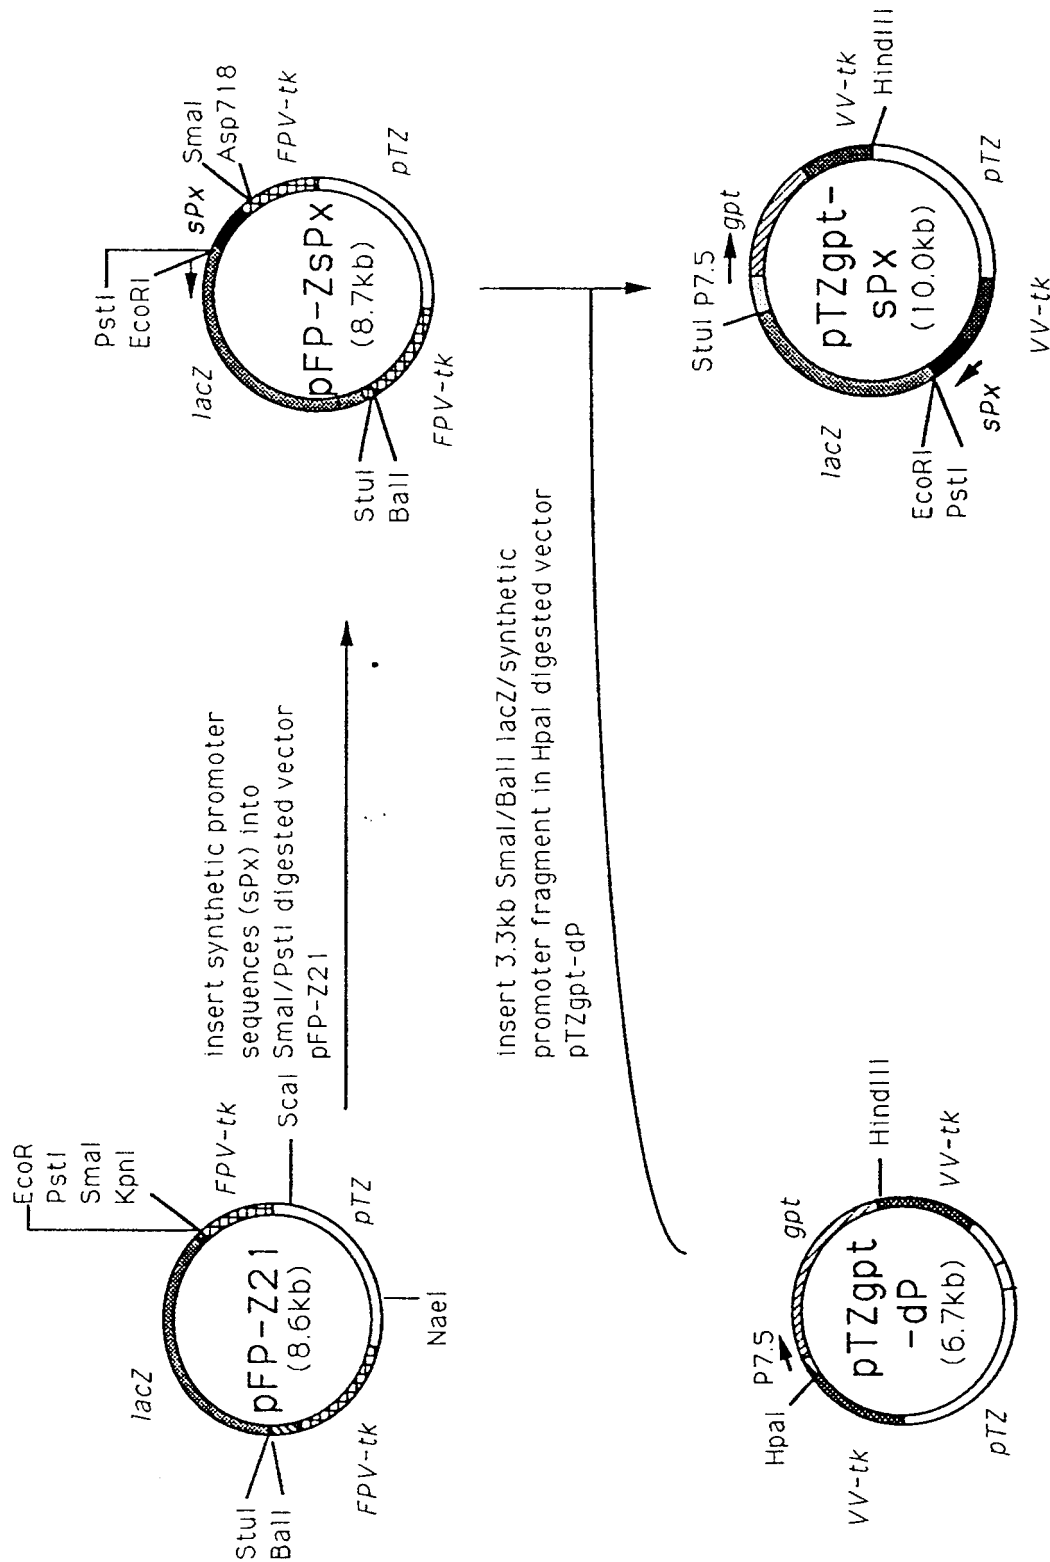 EcoR
PstI
SmaI
KpnI
lacZ
FPV-tk
ScaI
pFP-Z21
(8.6kb)
pTZ
StuI
BalI
FPV-tk
NaeI
insert synthetic promoter
sequences (sPx) into
SmaI/PstI digested vector
pFP-Z21
PstI
EcoRI
sPx
SmaI
Asp718
lacZ
FPV-tk
pFP-ZsPx
(8.7kb)
pTZ
StuI
BalI
FPV-tk
insert 3.3kb SmaI/BalI lacZ/synthetic
promoter fragment in HpaI digested vector
pTZgpt-dP
HpaI
P7.5
gpt
HindIII
VV-tk
pTZgpt
-dP
(6.7kb)
VV-tk
pTZ
StuI P7.5
gpt
VV-tk
HindIII
lacZ
pTZgpt-
sPx
(10.0kb)
pTZ
EcoRI
PstI
sPx
VV-tk